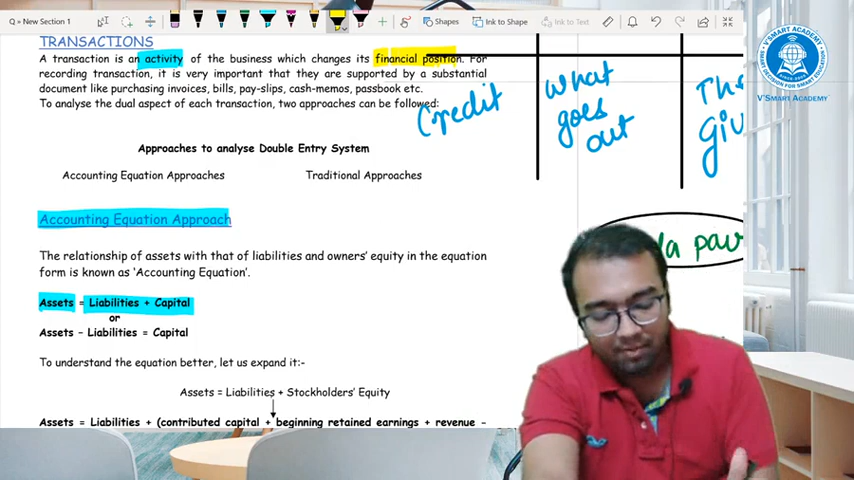 Q » New Section 1
Shapes
Ink to Shape
Ink to Text
TRANSACTIONS
A transaction is an activity of the business which changes its financial position. For
recording transaction, it is very important that they are supported by a substantial
document like purchasing invoices, bills, pay-slips, cash-memos, passbook etc.
To analyse the dual aspect of each transaction, two approaches can be followed:
Credit
what
goes
out
The
giv
V'SMART ACADEMY
Approaches to analyse Double Entry System
Accounting Equation Approaches
Traditional Approaches
Accounting Equation Approach
The relationship of assets with that of liabilities and owners' equity in the equation
form is known as 'Accounting Equation'.
Assets = Liabilities + Capital
or
Assets - Liabilities = Capital
To understand the equation better, let us expand it:-
Assets = Liabilities + Stockholders' Equity
Assets = Liabilities + (contributed capital + beginning retained earnings + revenue -